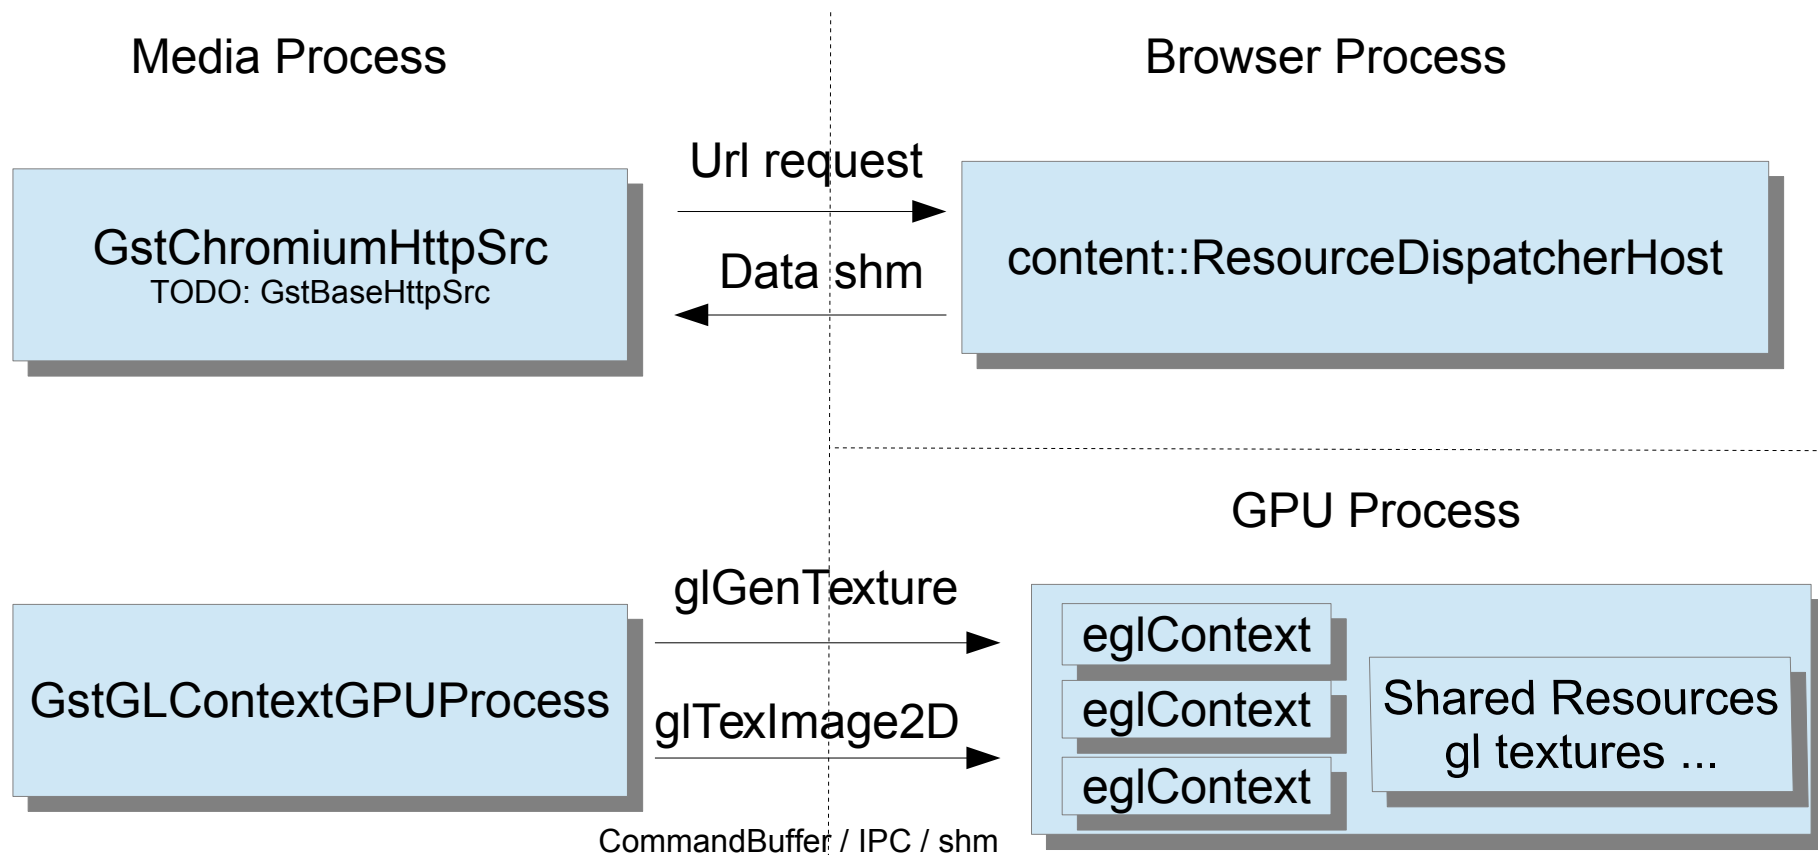 Media Process
Browser Process
Url request
GstChromiumHttpSrc
TODO: GstBaseHttpSrc
Data shm
content::ResourceDispatcherHost
GPU Process
glGenTexture
GstGLContextGPUProcess
glTexImage2D
eglContext
eglContext
eglContext
Shared Resources
gl textures ...
CommandBuffer / IPC / shm